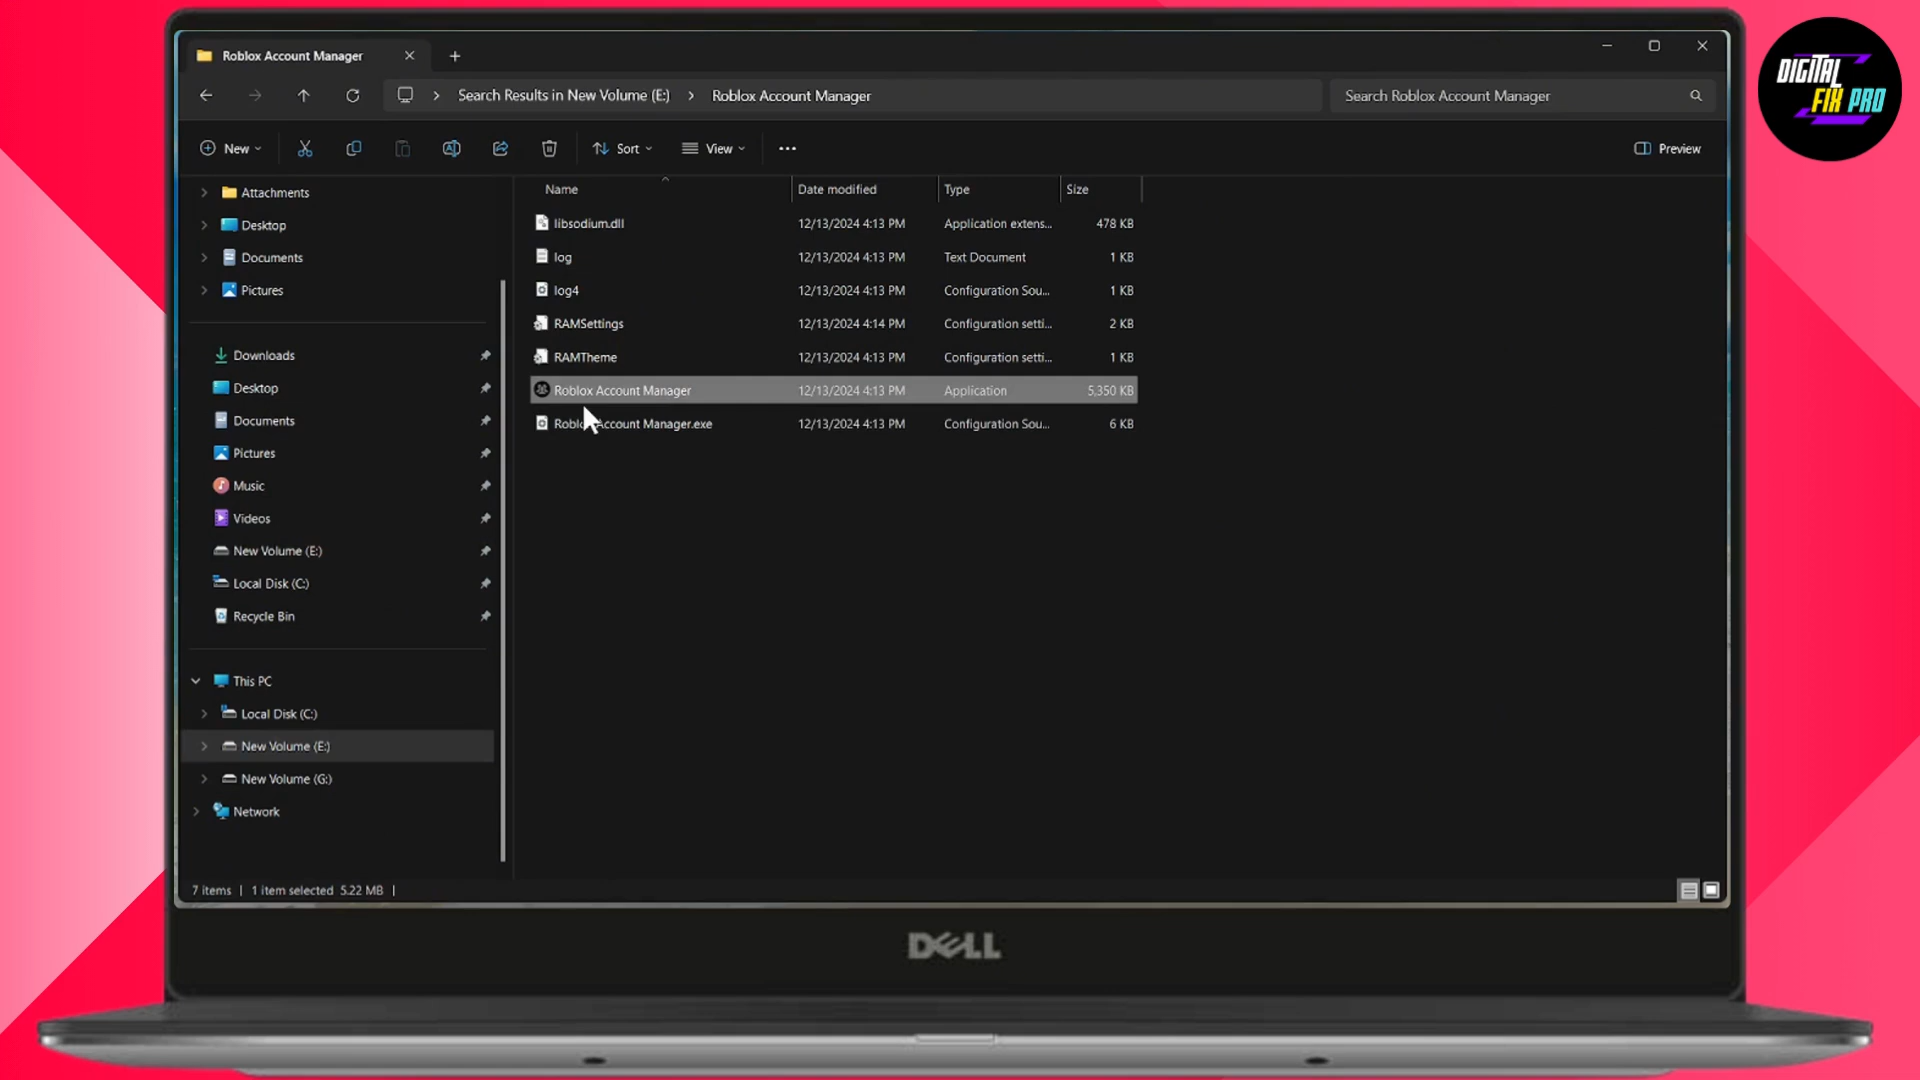 Roblox Account Manager
DIGITAL
FIX PRO
Search Results in New Volume (E:) Roblox Account Manager Search Roblox Account Manager
New Sort View Preview
Attachments
Desktop
Documents
Pictures
Downloads
Desktop
Documents
Pictures
Music
Videos
New Volume (E:)
Local Disk (C:)
Recycle Bin
This PC
Local Disk (C:)
New Volume (E:)
New Volume (G:)
Network
Name Date modified Type Size
libsodium.dll 12/13/2024 4:13 PM Application extens... 478 KB
log 12/13/2024 4:13 PM Text Document 1 KB
log4 12/13/2024 4:13 PM Configuration Sou... 1 KB
RAMSettings 12/13/2024 4:14 PM Configuration setti... 2 KB
RAMTheme 12/13/2024 4:13 PM Configuration setti... 1 KB
Roblox Account Manager 12/13/2024 4:13 PM Application 5,350 KB
Roblox Account Manager.exe 12/13/2024 4:13 PM Configuration Sou... 6 KB
7 items | 1 item selected 5.22 MB |
DELL